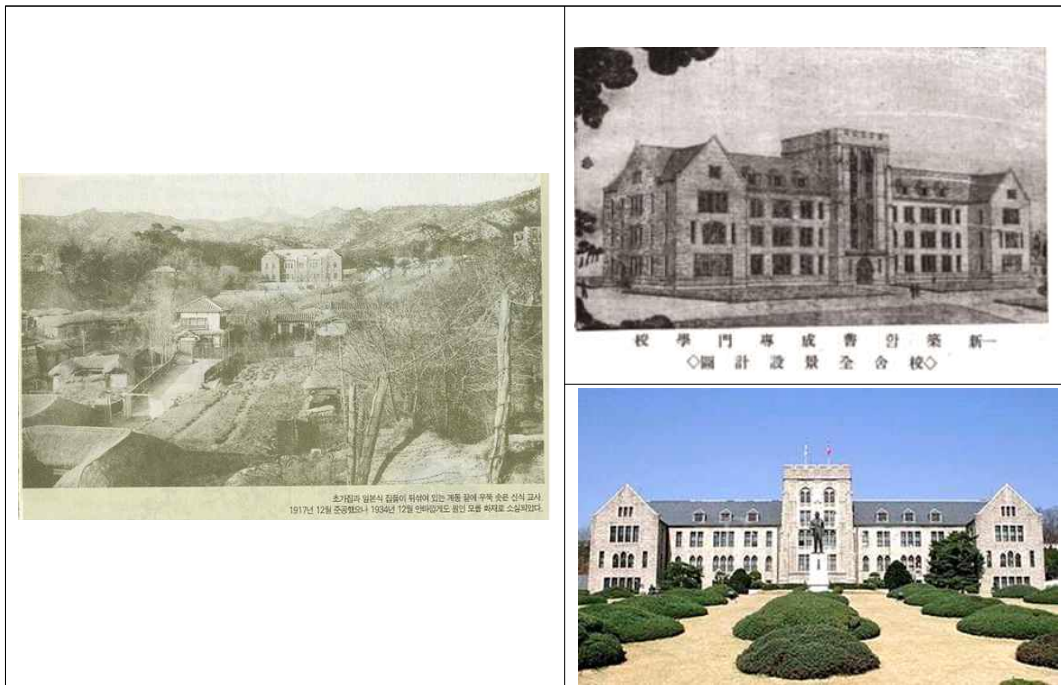 초가집과 일본식 집들이 뒤섞여 있는 계동 끝에 우뚝 솟은 신식 교사.
1917년 12월 준공했으나 1934년 12월 안타깝게도 원인 모를 화재로 소실되었다.
校學門專成普한築新一
◇圖計設景全舍校◇